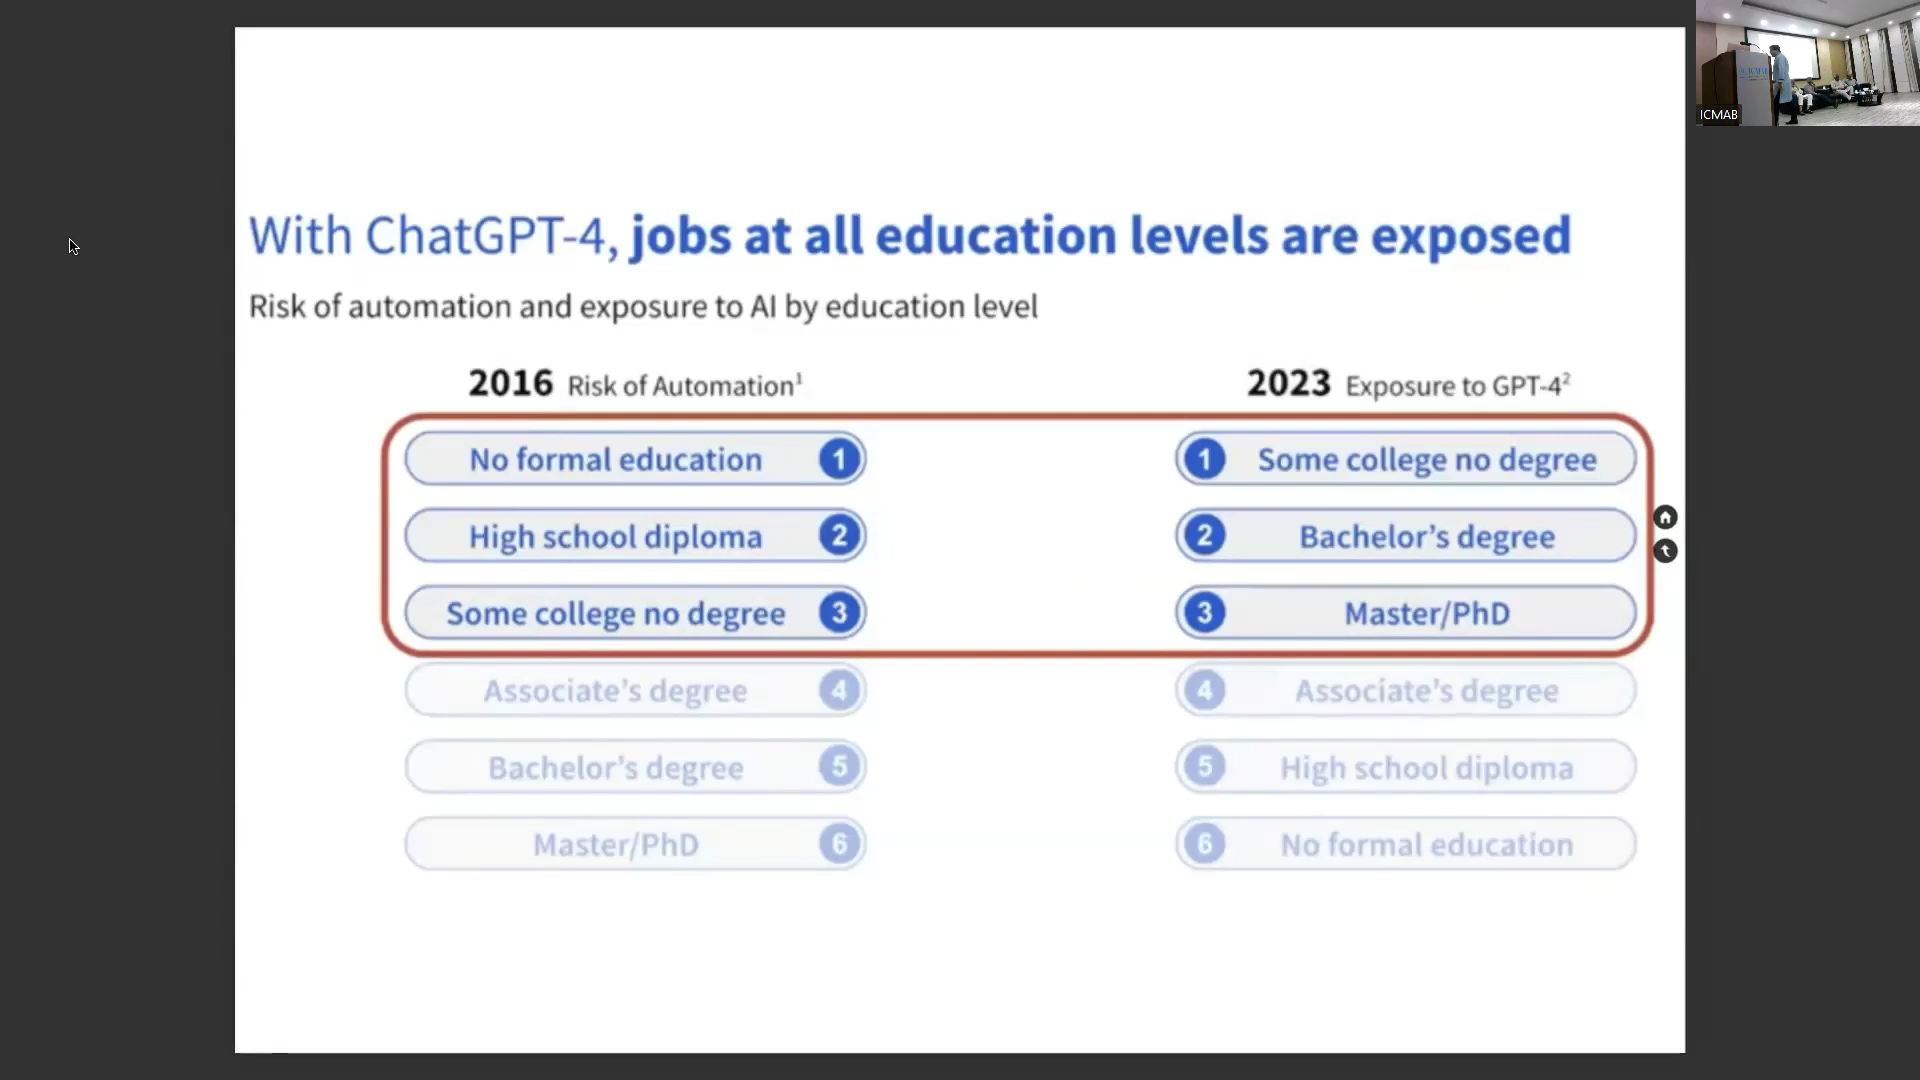 With ChatGPT-4, jobs at all education levels are exposed
Risk of automation and exposure to AI by education level
2016 Risk of Automation¹
No formal education 1
High school diploma 2
Some college no degree 3
Associate's degree 4
Bachelor's degree 5
Master/PhD 6
2023 Exposure to GPT-4²
1 Some college no degree
2 Bachelor's degree
3 Master/PhD
4 Associate's degree
5 High school diploma
6 No formal education
ICMAB